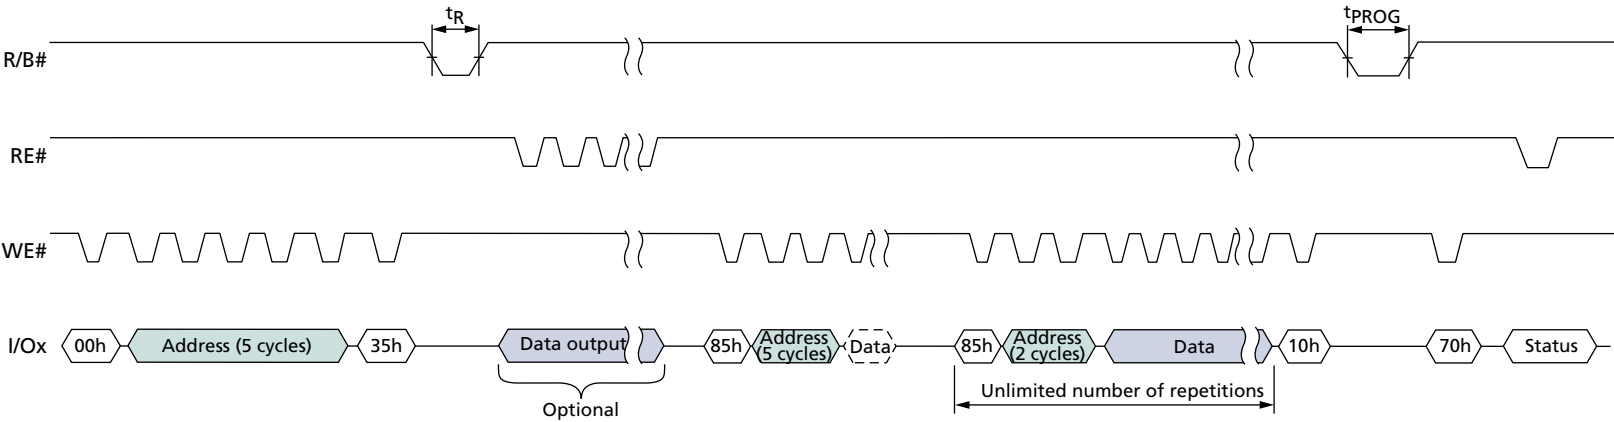 tR
tPROG
R/B#
RE#
WE#
I/Ox
00h
Address (5 cycles)
35h
Data output
85h
Address
(5 cycles)
Data
85h
Address
(2 cycles)
Data
10h
70h
Status
Unlimited number of repetitions
Optional